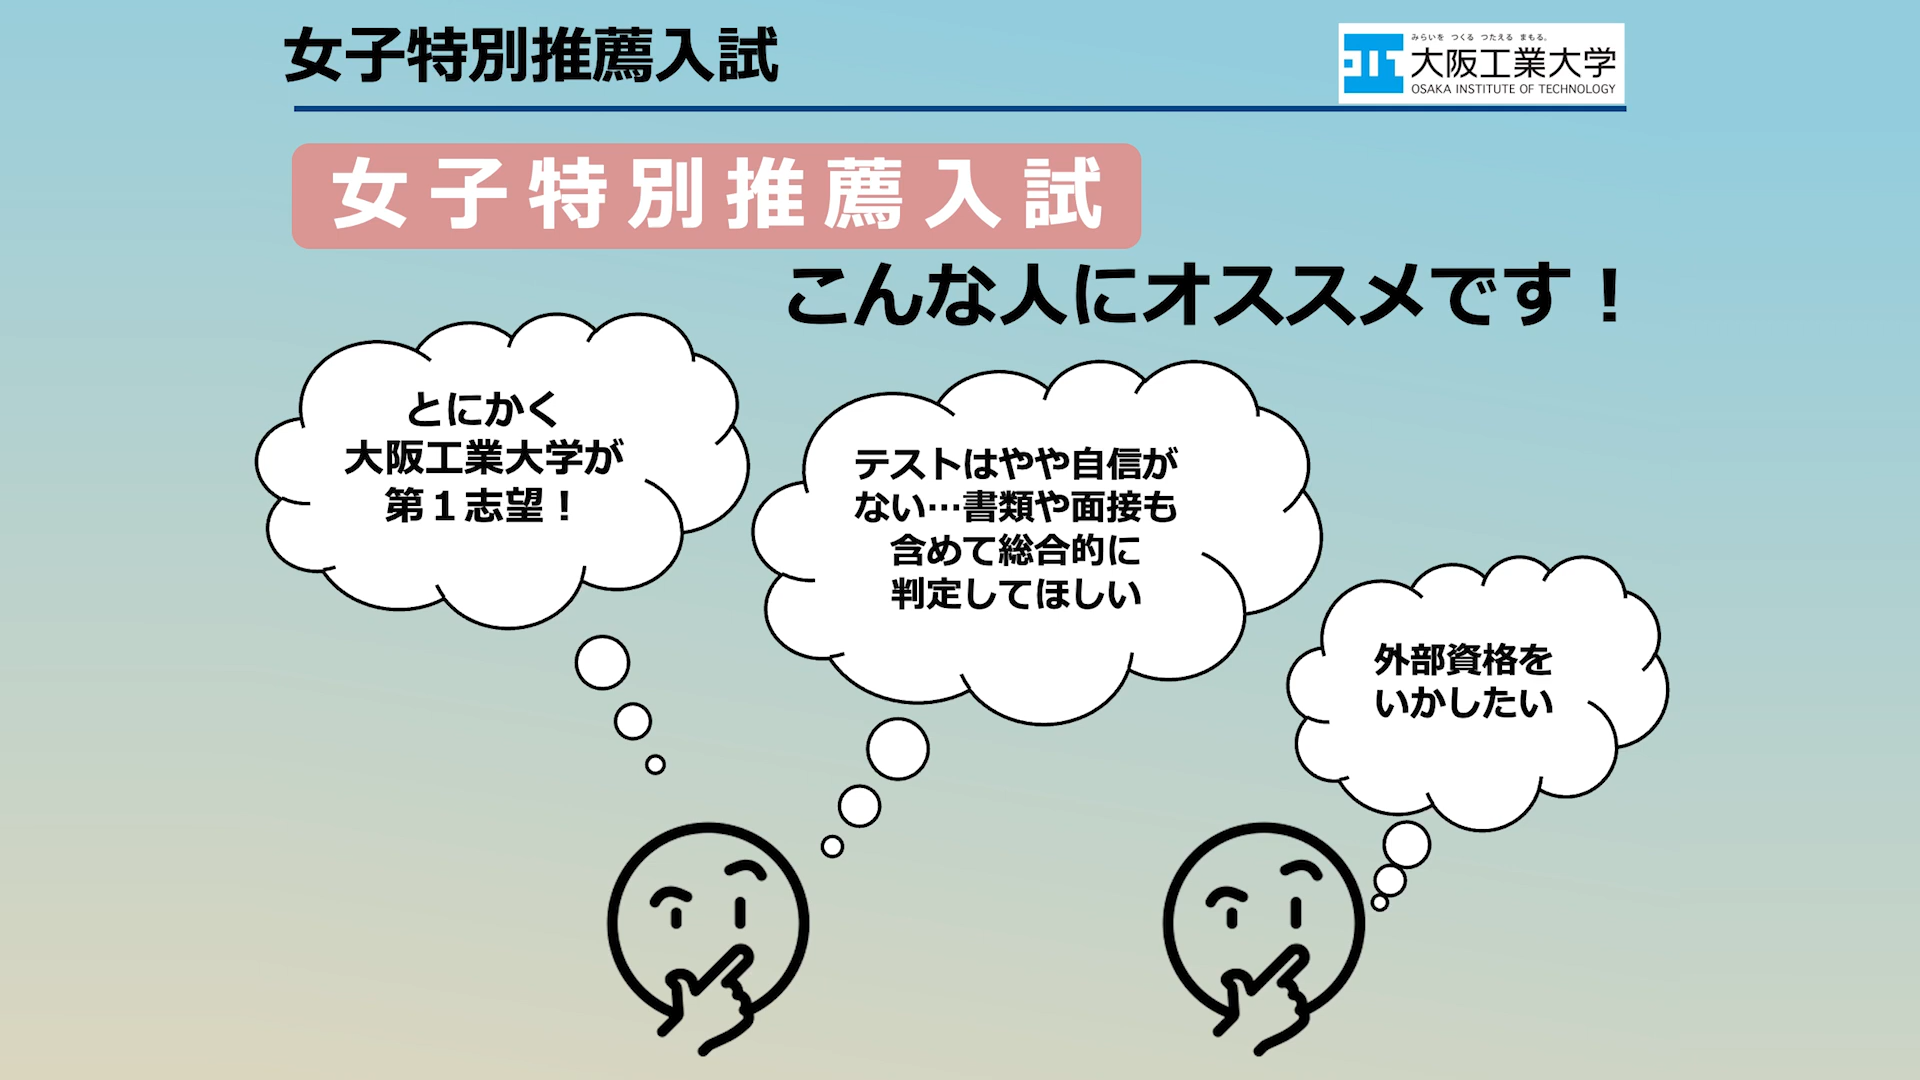 女子特別推薦入試
みらいを つくる つたえる まもる。
大阪工業大学
OSAKA INSTITUTE OF TECHNOLOGY
女子特別推薦入試
こんな人にオススメです！
とにかく
大阪工業大学が
第１志望！
テストはやや自信が
ない…書類や面接も
含めて総合的に
判定してほしい
外部資格を
いかしたい